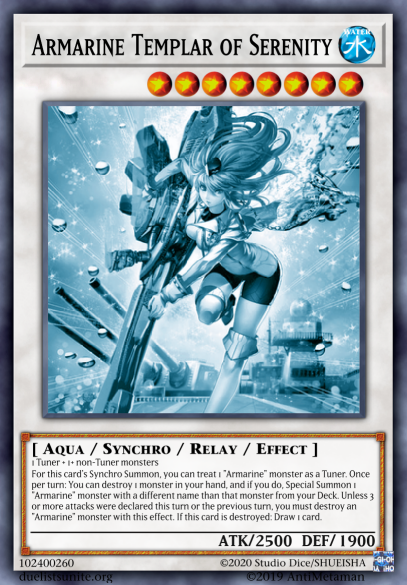 ARMARINE TEMPLAR OF SERENITY
WATER
水
[ AQUA / SYNCHRO / RELAY / EFFECT ]
1 Tuner + 1+ non-Tuner monsters
For this card's Synchro Summon, you can treat 1 "Armarine" monster as a Tuner. Once
per turn: You can destroy 1 monster in your hand, and if you do, Special Summon 1
"Armarine" monster with a different name than that monster from your Deck. Unless 3
or more attacks were declared this turn or the previous turn, you must destroy an
"Armarine" monster with this effect. If this card is destroyed: Draw 1 card.
ATK/2500 DEF/1900
102400260
©2020 Studio Dice/SHUEISHA
duelistsunite.org
©2019 AntiMetaman